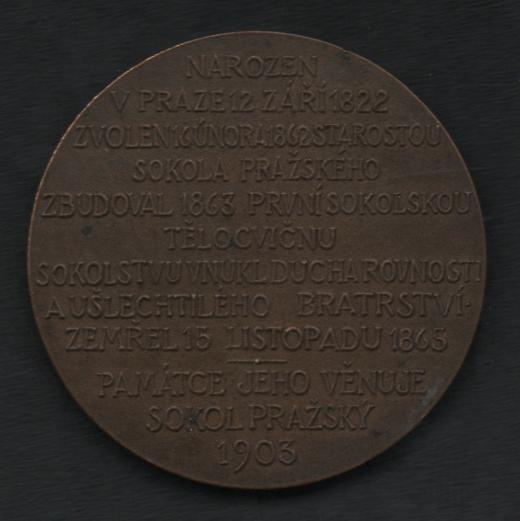 NAROZEN
V PRAZE 12 ZÁŘÍ 1822
ZVOLEN 16 ÚNORA 1862 STAROSTOU
SOKOLA PRAŽSKÉHO
ZBUDOVAL 1863 PRVNÍ SOKOLSKOU
TĚLOCVIČNU
SOKOLSTVU VNUKL DUCHA ROVNOSTI
A UŠLECHTILÉHO BRATRSTVÍ·
ZEMŘEL 15 LISTOPADU 1865
PAMÁTCE JEHO VĚNUJE
SOKOL PRAŽSKÝ
1903